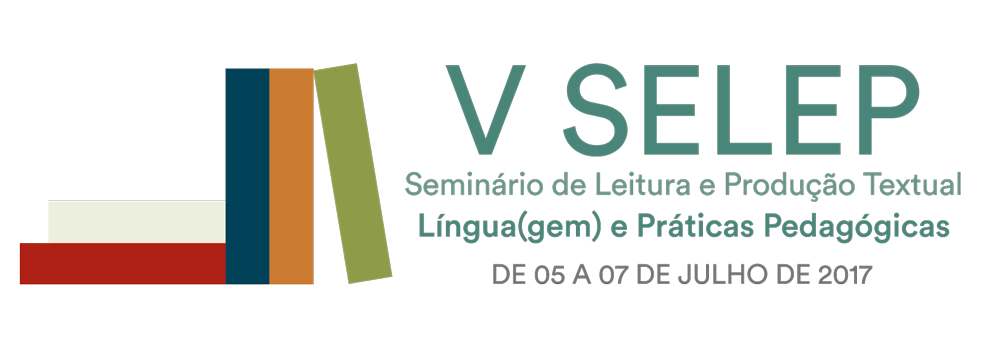 V SELEP
Seminário de Leitura e Produção Textual
Língua(gem) e Práticas Pedagógicas
DE 05 A 07 DE JULHO DE 2017